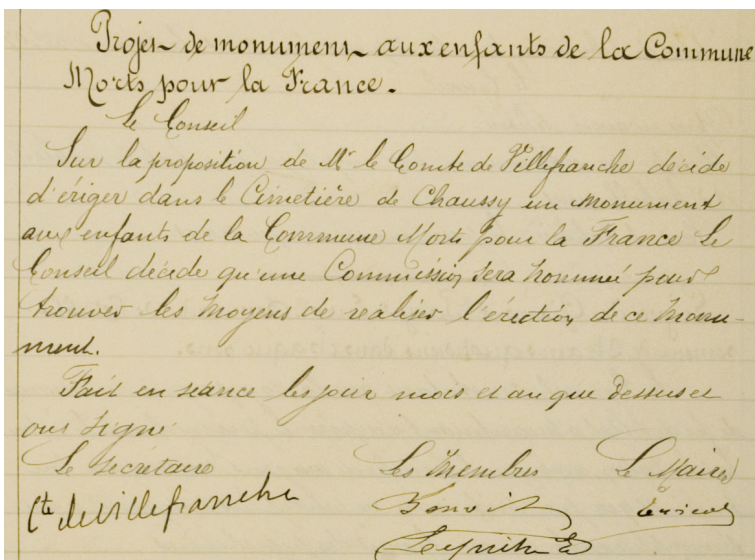 Projet de monument aux enfants de la Commune
Morts pour la France.
Le Conseil
Sur la proposition de Mr le Comte de Villefranche décide
d'ériger dans le Cimetière de Chaussy un Monument
aux enfants de la Commune Morts pour la France Le
Conseil décide qu'une Commission sera nommé pour
trouver les moyens de realiser l'érection de ce Monu-
ment.
Fait en séance les jour mois et an que dessus et
ont signé
Le Secrétaire Les Membres Le Maire
Cte de Villefranche Benoit